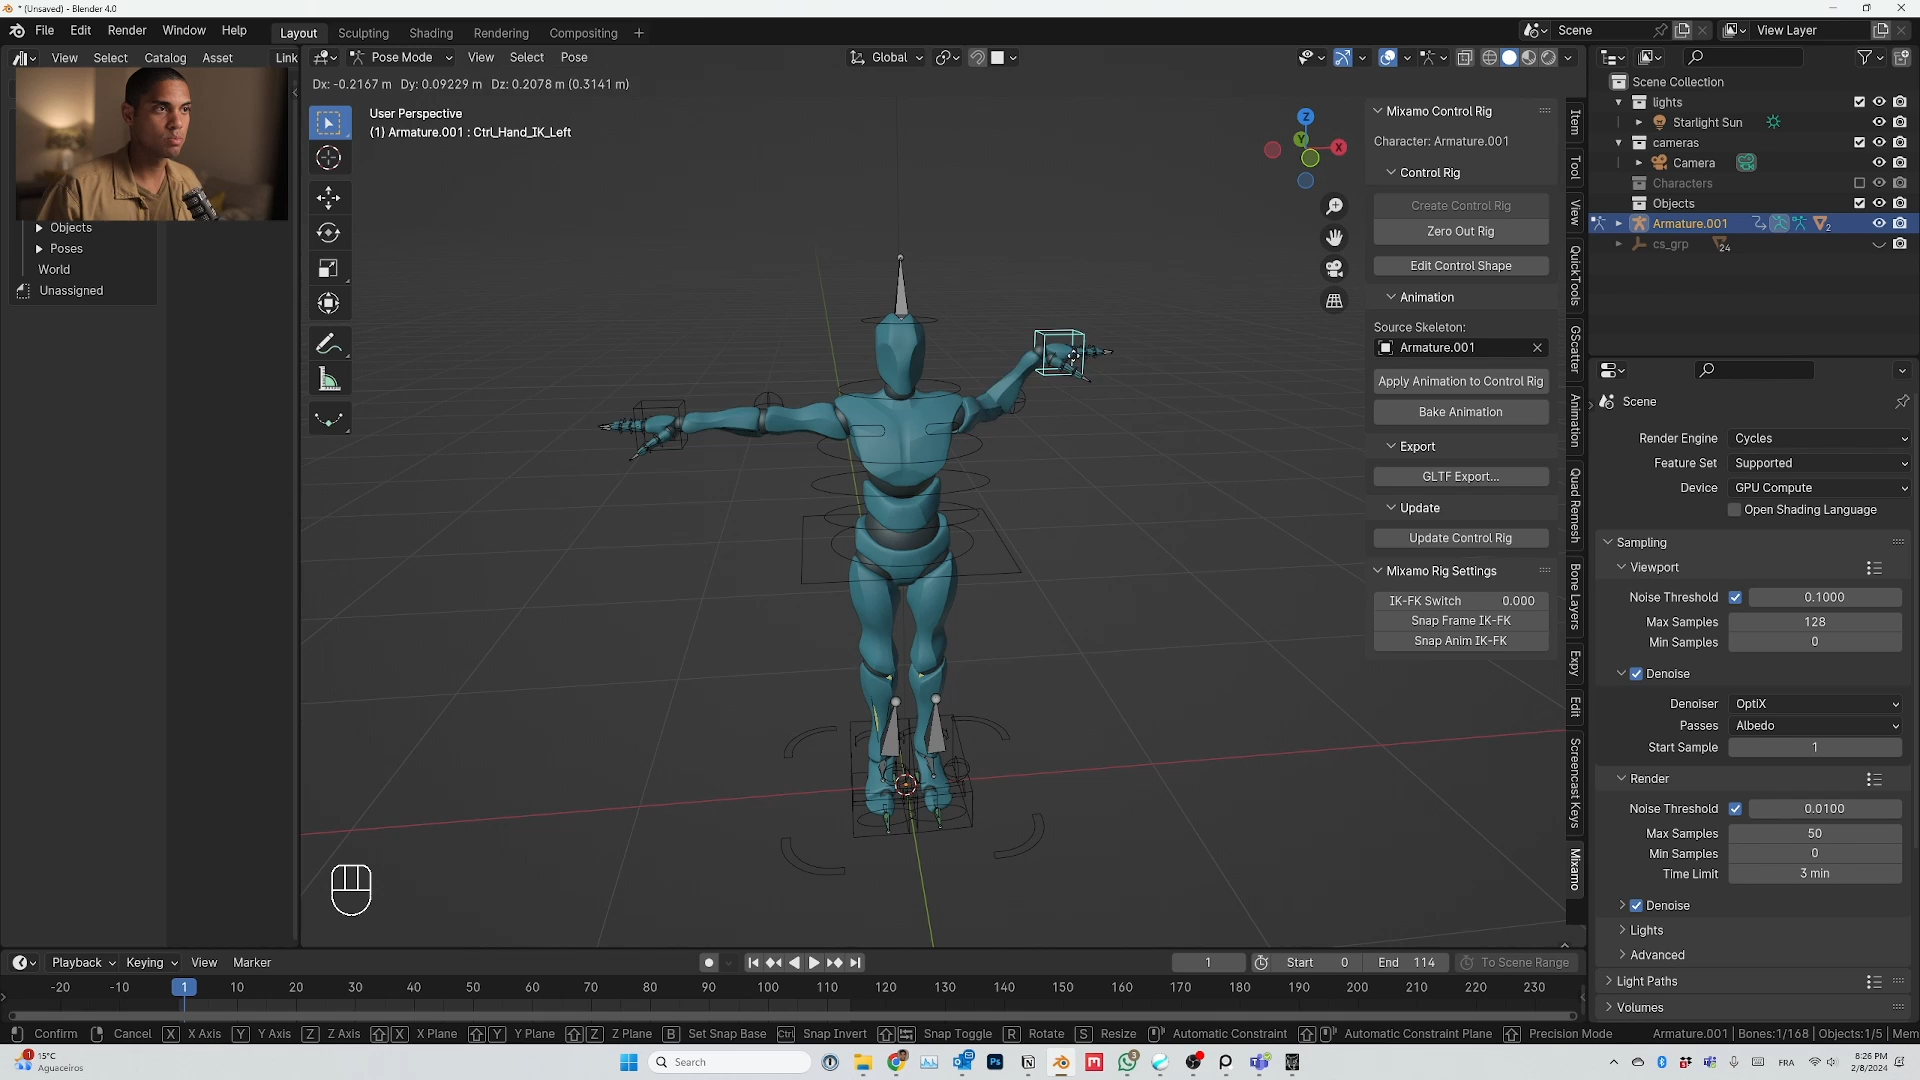 * (Unsaved) - Blender 4.0
File Edit Render Window Help Layout Sculpting Shading Rendering Compositing + Scene View Layer
View Select Catalog Asset Link Pose Mode View Select Pose Global
Dx: -0.2167 m Dy: 0.09229 m Dz: 0.2078 m (0.3141 m)
User Perspective
(1) Armature.001 : Ctrl_Hand_IK_Left
Objects
Poses
World
Unassigned
Z
Y
X
Mixamo Control Rig
Character: Armature.001
Control Rig
Create Control Rig
Zero Out Rig
Edit Control Shape
Animation
Source Skeleton:
Armature.001
Apply Animation to Control Rig
Bake Animation
Export
GLTF Export...
Update
Update Control Rig
Mixamo Rig Settings
IK-FK Switch 0.000
Snap Frame IK-FK
Snap Anim IK-FK
Item
Tool
View
QuickTools
GScatter
Animation
Quad Remesh
Bone Layers
Expy
Edit
Screencast Keys
Mixamo
Scene Collection
lights
Starlight Sun
cameras
Camera
Characters
Objects
Armature.001 2
cs_grp 24
Scene
Render Engine Cycles
Feature Set Supported
Device GPU Compute
Open Shading Language
Sampling
Viewport
Noise Threshold 0.1000
Max Samples 128
Min Samples 0
Denoise
Denoiser OptiX
Passes Albedo
Start Sample 1
Render
Noise Threshold 0.0100
Max Samples 50
Min Samples 0
Time Limit 3 min
Denoise
Lights
Advanced
Light Paths
Volumes
Playback Keying View Marker 1 Start 0 End 114 To Scene Range
-20 -10 1 10 20 30 40 50 60 70 80 90 100 110 120 130 140 150 160 170 180 190 200 210 220 230
Confirm Cancel X X Axis Y Y Axis Z Z Axis X X Plane Y Y Plane Z Z Plane B Set Snap Base Ctrl Snap Invert Snap Toggle R Rotate S Resize Automatic Constraint Automatic Constraint Plane Precision Mode Armature.001 | Bones:1/168 | Objects:1/5 | Mem
1 15°C
Aguaceiros
Search
Ps
3
FRA
8:26 PM
2/8/2024